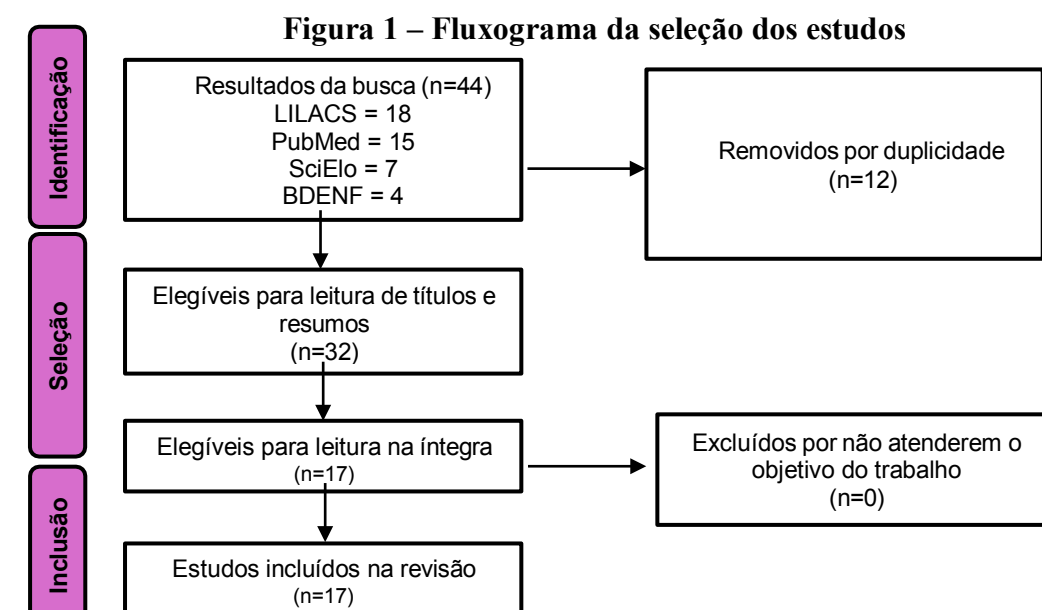 Figura 1 – Fluxograma da seleção dos estudos
Identificação
Resultados da busca (n=44)
LILACS = 18
PubMed = 15
SciElo = 7
BDENF = 4
Removidos por duplicidade
(n=12)
Seleção
Elegíveis para leitura de títulos e
resumos
(n=32)
Elegíveis para leitura na íntegra
(n=17)
Excluídos por não atenderem o
objetivo do trabalho
(n=0)
Inclusão
Estudos incluídos na revisão
(n=17)